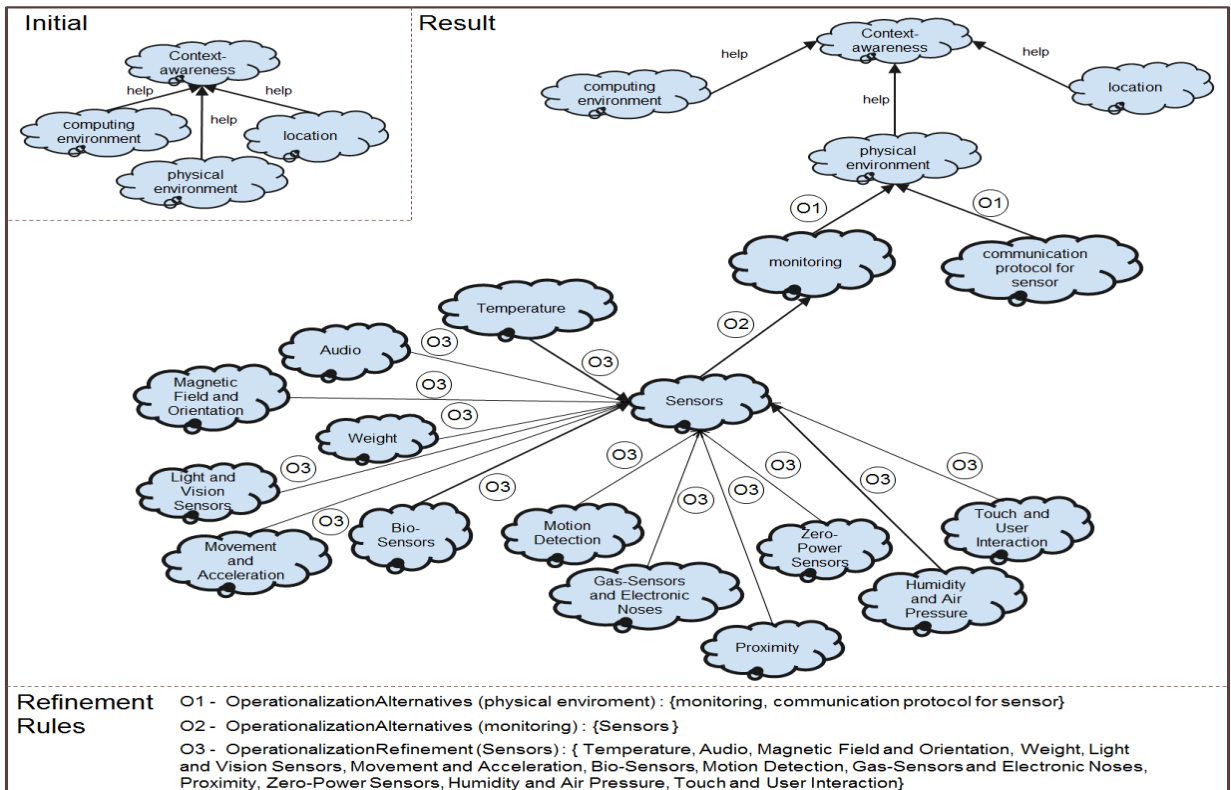 Initial
Context-
awareness
help
help
help
computing
environment
location
physical
environment
Result
Context-
awareness
help
help
help
computing
environment
location
physical
environment
O1
O1
monitoring
communication
protocol for
sensor
O2
Temperature
O3
Audio
O3
Magnetic
Field and
Orientation
O3
Sensors
Weight
O3
Light and
Vision
Sensors
O3
Movement
and
Acceleration
O3
Bio-
Sensors
O3
Motion
Detection
O3
Gas-Sensors
and Electronic
Noses
O3
Proximity
O3
Zero-
Power
Sensors
O3
Humidity
and Air
Pressure
O3
Touch and
User
Interaction
Refinement
Rules
O1 - OperationalizationAlternatives (physical enviroment) : {monitoring, communication protocol for sensor}
O2 - OperationalizationAlternatives (monitoring) : {Sensors }
O3 - OperationalizationRefinement (Sensors) : { Temperature, Audio, Magnetic Field and Orientation, Weight, Light
and Vision Sensors, Movement and Acceleration, Bio-Sensors, Motion Detection, Gas-Sensors and Electronic Noses,
Proximity, Zero-Power Sensors, Humidity and Air Pressure, Touch and User Interaction}